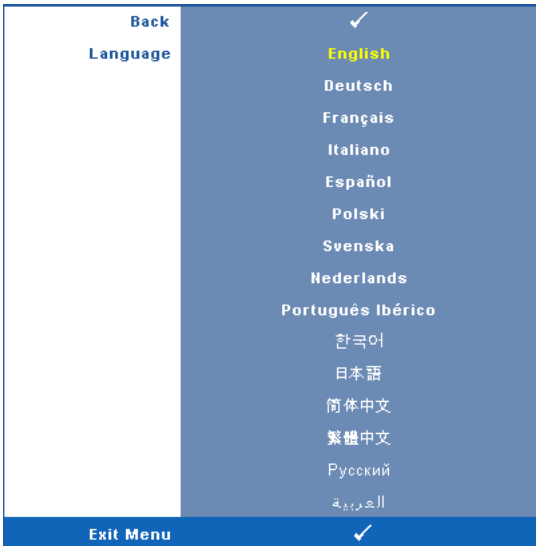 Back ✓
Language English
Deutsch
Français
Italiano
Español
Polski
Svenska
Nederlands
Português Ibérico
한국어
日本語
简体中文
繁體中文
Русский
العربية
Exit Menu ✓